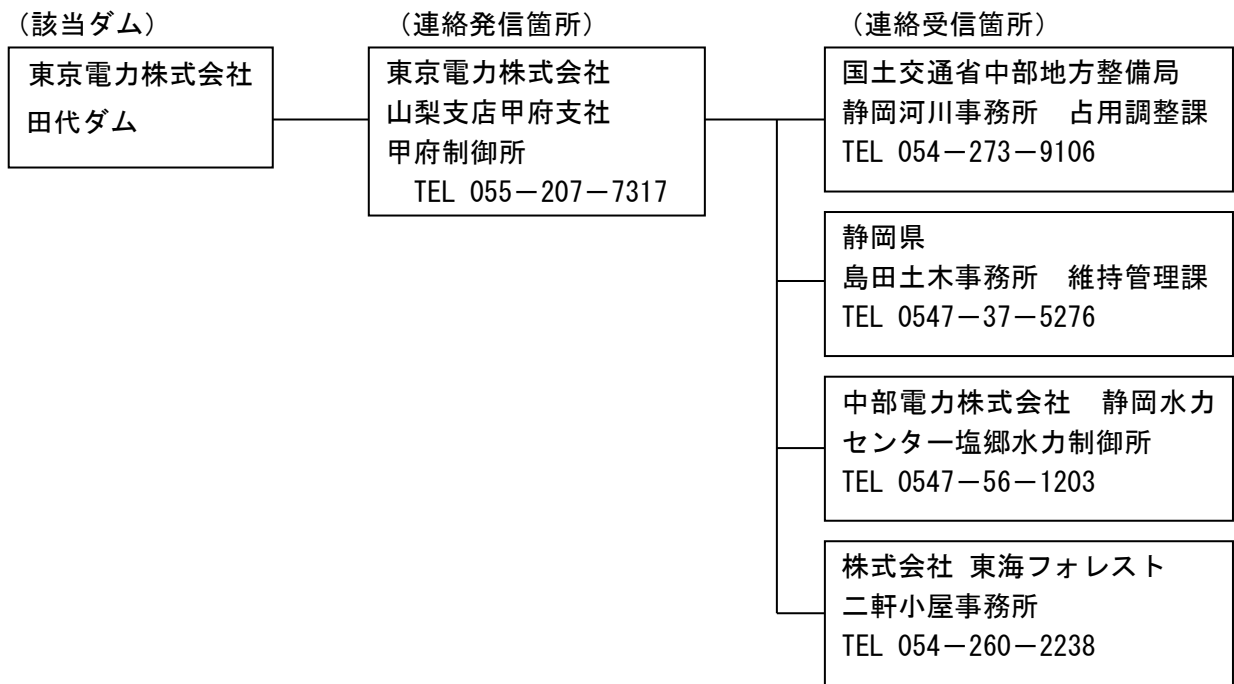 （該当ダム）
東京電力株式会社
田代ダム
（連絡発信箇所）
東京電力株式会社
山梨支店甲府支社
甲府制御所
TEL 055－207－7317
（連絡受信箇所）
国土交通省中部地方整備局
静岡河川事務所　占用調整課
TEL 054－273－9106
静岡県
島田土木事務所　維持管理課
TEL 0547－37－5276
中部電力株式会社　静岡水力
センター塩郷水力制御所
TEL 0547－56－1203
株式会社 東海フォレスト
二軒小屋事務所
TEL 054－260－2238